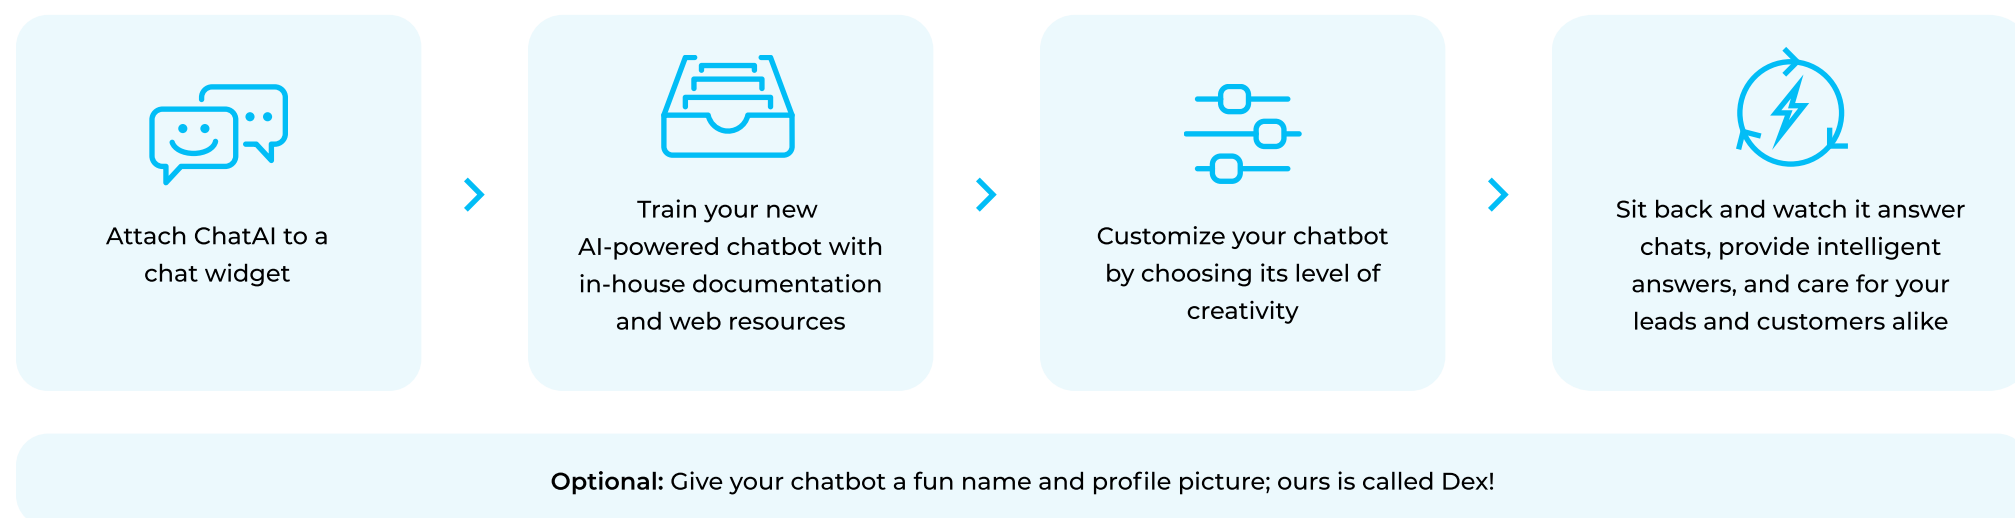 Attach ChatAI to a
chat widget
Train your new
AI-powered chatbot with
in-house documentation
and web resources
Customize your chatbot
by choosing its level of
creativity
Sit back and watch it answer
chats, provide intelligent
answers, and care for your
leads and customers alike
Optional: Give your chatbot a fun name and profile picture; ours is called Dex!